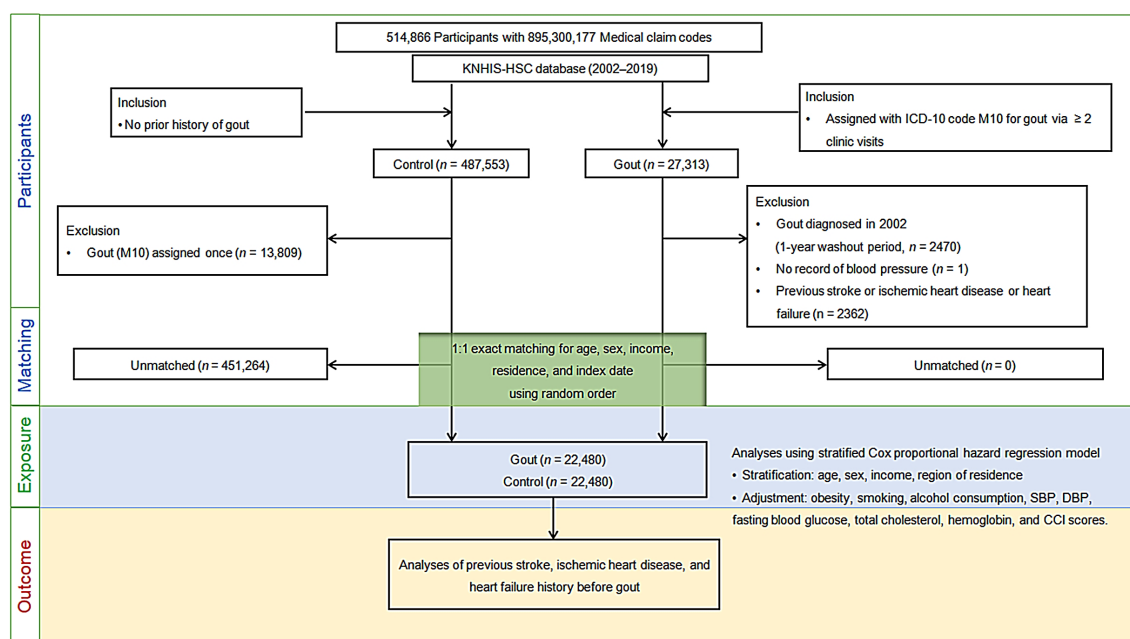 514,866 Participants with 895,300,177 Medical claim codes
KNHIS-HSC database (2002–2019)
Participants
Inclusion
• No prior history of gout
Inclusion
• Assigned with ICD-10 code M10 for gout via ≥ 2
clinic visits
Control (n = 487,553)
Gout (n = 27,313)
Exclusion
• Gout (M10) assigned once (n = 13,809)
Exclusion
• Gout diagnosed in 2002
(1-year washout period, n = 2470)
• No record of blood pressure (n = 1)
• Previous stroke or ischemic heart disease or heart
failure (n = 2362)
Matching
Unmatched (n = 451,264)
1:1 exact matching for age, sex, income,
residence, and index date
using random order
Unmatched (n = 0)
Exposure
Gout (n = 22,480)
Control (n = 22,480)
Analyses using stratified Cox proportional hazard regression model
• Stratification: age, sex, income, region of residence
• Adjustment: obesity, smoking, alcohol consumption, SBP, DBP,
fasting blood glucose, total cholesterol, hemoglobin, and CCI scores.
Outcome
Analyses of previous stroke, ischemic heart disease, and
heart failure history before gout